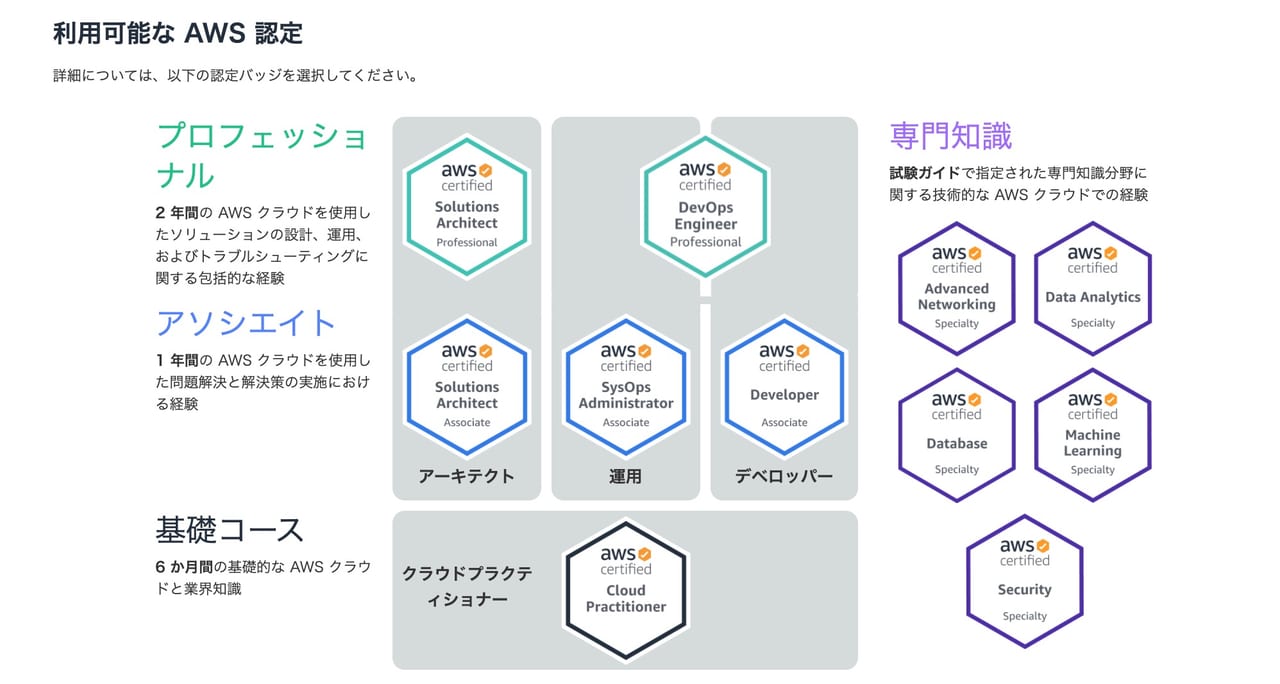 利用可能な AWS 認定
詳細については、以下の認定バッジを選択してください。
プロフェッショ
ナル
2 年間の AWS クラウドを使用し
たソリューションの設計、運用、
およびトラブルシューティングに
関する包括的な経験
aws
certified
Solutions
Architect
Professional
aws
certified
DevOps
Engineer
Professional
アソシエイト
1 年間の AWS クラウドを使用し
た問題解決と解決策の実施におけ
る経験
aws
certified
Solutions
Architect
Associate
アーキテクト
aws
certified
SysOps
Administrator
Associate
運用
aws
certified
Developer
Associate
デベロッパー
基礎コース
6 か月間の基礎的な AWS クラウ
ドと業界知識
クラウドプラクテ
ィショナー
aws
certified
Cloud
Practitioner
専門知識
試験ガイドで指定された専門知識分野に
関する技術的な AWS クラウドでの経験
aws
certified
Advanced
Networking
Specialty
aws
certified
Data Analytics
Specialty
aws
certified
Database
Specialty
aws
certified
Machine
Learning
Specialty
aws
certified
Security
Specialty